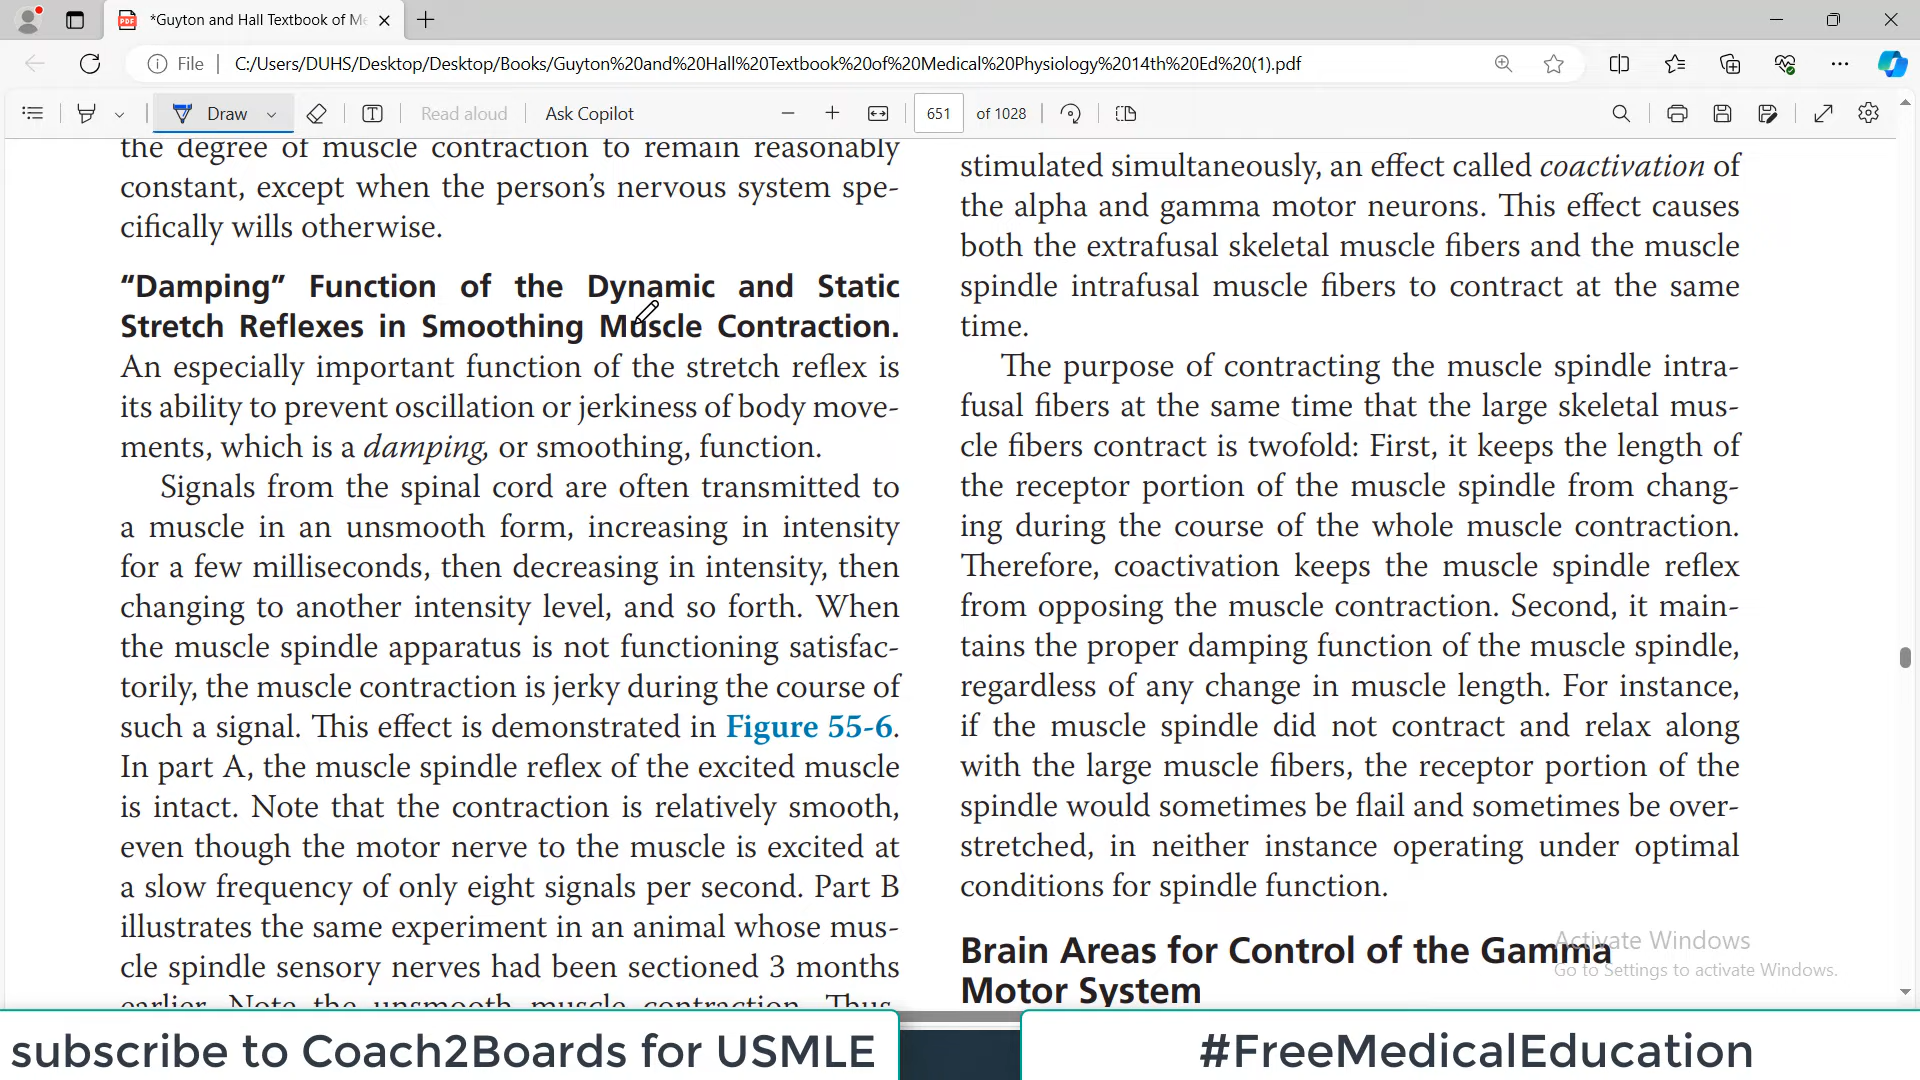 *Guyton and Hall Textbook of Me
File
C:/Users/DUHS/Desktop/Desktop/Books/Guyton%20and%20Hall%20Textbook%20of%20Medical%20Physiology%2014th%20Ed%20(1).pdf
Draw
Read aloud
Ask Copilot
651
of 1028
the degree of muscle contraction to remain reasonably
constant, except when the person’s nervous system spe-
cifically wills otherwise.
“Damping” Function of the Dynamic and Static
Stretch Reflexes in Smoothing Muscle Contraction.
An especially important function of the stretch reflex is
its ability to prevent oscillation or jerkiness of body move-
ments, which is a damping, or smoothing, function.
Signals from the spinal cord are often transmitted to
a muscle in an unsmooth form, increasing in intensity
for a few milliseconds, then decreasing in intensity, then
changing to another intensity level, and so forth. When
the muscle spindle apparatus is not functioning satisfac-
torily, the muscle contraction is jerky during the course of
such a signal. This effect is demonstrated in Figure 55-6.
In part A, the muscle spindle reflex of the excited muscle
is intact. Note that the contraction is relatively smooth,
even though the motor nerve to the muscle is excited at
a slow frequency of only eight signals per second. Part B
illustrates the same experiment in an animal whose mus-
cle spindle sensory nerves had been sectioned 3 months
earlier. Note the unsmooth muscle contraction. Thus,
stimulated simultaneously, an effect called coactivation of
the alpha and gamma motor neurons. This effect causes
both the extrafusal skeletal muscle fibers and the muscle
spindle intrafusal muscle fibers to contract at the same
time.
The purpose of contracting the muscle spindle intra-
fusal fibers at the same time that the large skeletal mus-
cle fibers contract is twofold: First, it keeps the length of
the receptor portion of the muscle spindle from chang-
ing during the course of the whole muscle contraction.
Therefore, coactivation keeps the muscle spindle reflex
from opposing the muscle contraction. Second, it main-
tains the proper damping function of the muscle spindle,
regardless of any change in muscle length. For instance,
if the muscle spindle did not contract and relax along
with the large muscle fibers, the receptor portion of the
spindle would sometimes be flail and sometimes be over-
stretched, in neither instance operating under optimal
conditions for spindle function.
Brain Areas for Control of the Gamma
Motor System
Activate Windows
Go to Settings to activate Windows.
subscribe to Coach2Boards for USMLE
#FreeMedicalEducation